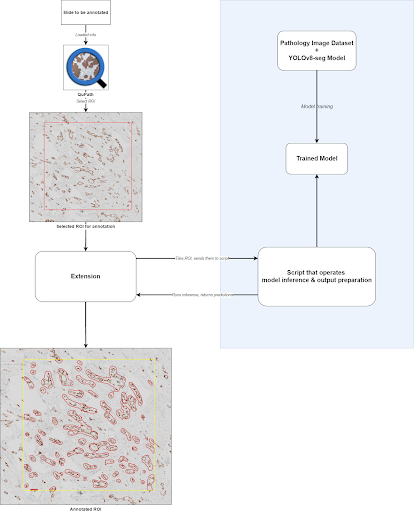 Slide to be annotated
Loaded into
QuPath
Select ROI
Selected ROI for annotation
Extension
Tiles ROI, sends them to script
Runs inference, returns predictions
Annotated ROI
Pathology Image Dataset
+
YOLOv8-seg Model
Model training
Trained Model
Script that operates
model inference & output preparation